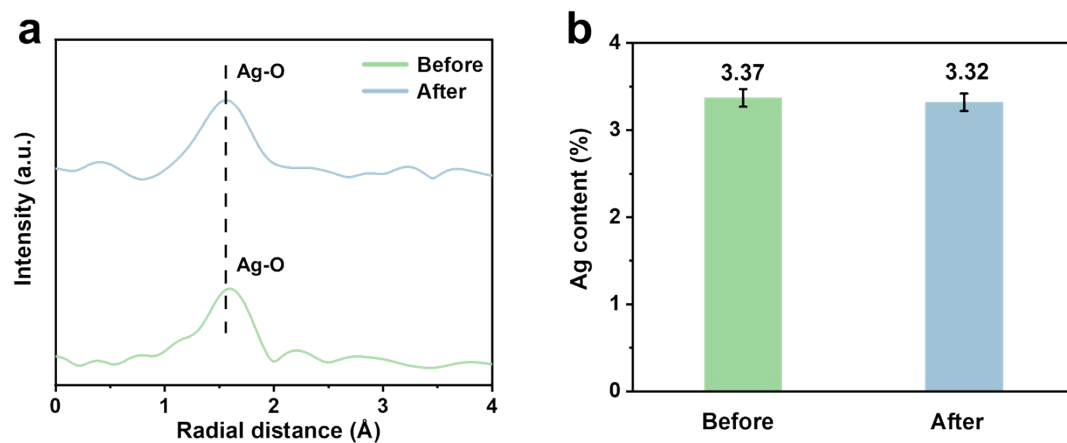 a
Before
After
Ag-O
Ag-O
Intensity (a.u.)
0
1
2
3
4
Radial distance (Å)
b
4
3
2
1
0
Ag content (%)
3.37
3.32
Before
After